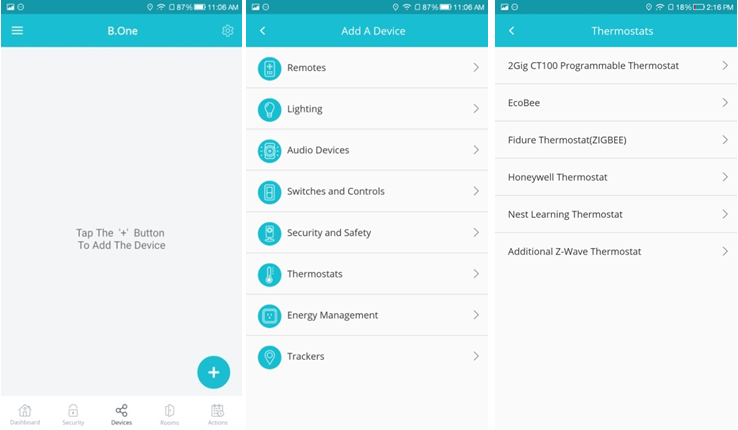 87% 11:06 AM
B.One
Tap The '+' Button
To Add The Device
+
Dashboard
Security
Devices
Rooms
Actions
87% 11:06 AM
Add A Device
Remotes
Lighting
Audio Devices
Switches and Controls
Security and Safety
Thermostats
Energy Management
Trackers
18% 2:16 PM
Thermostats
2Gig CT100 Programmable Thermostat
EcoBee
Fidure Thermostat(ZIGBEE)
Honeywell Thermostat
Nest Learning Thermostat
Additional Z-Wave Thermostat